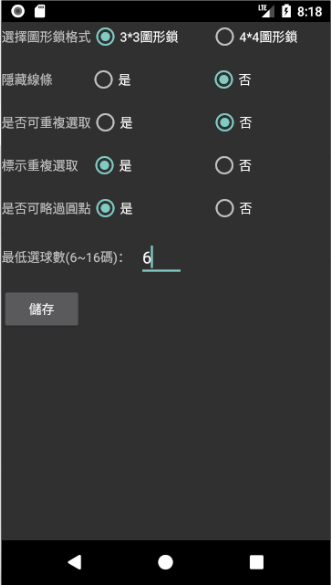 LTE 8:18
選擇圖形鎖格式 3*3圖形鎖 4*4圖形鎖
隱藏線條 是 否
是否可重複選取 是 否
標示重複選取 是 否
是否可略過圓點 是 否
最低選球數(6~16碼)： 6
儲存